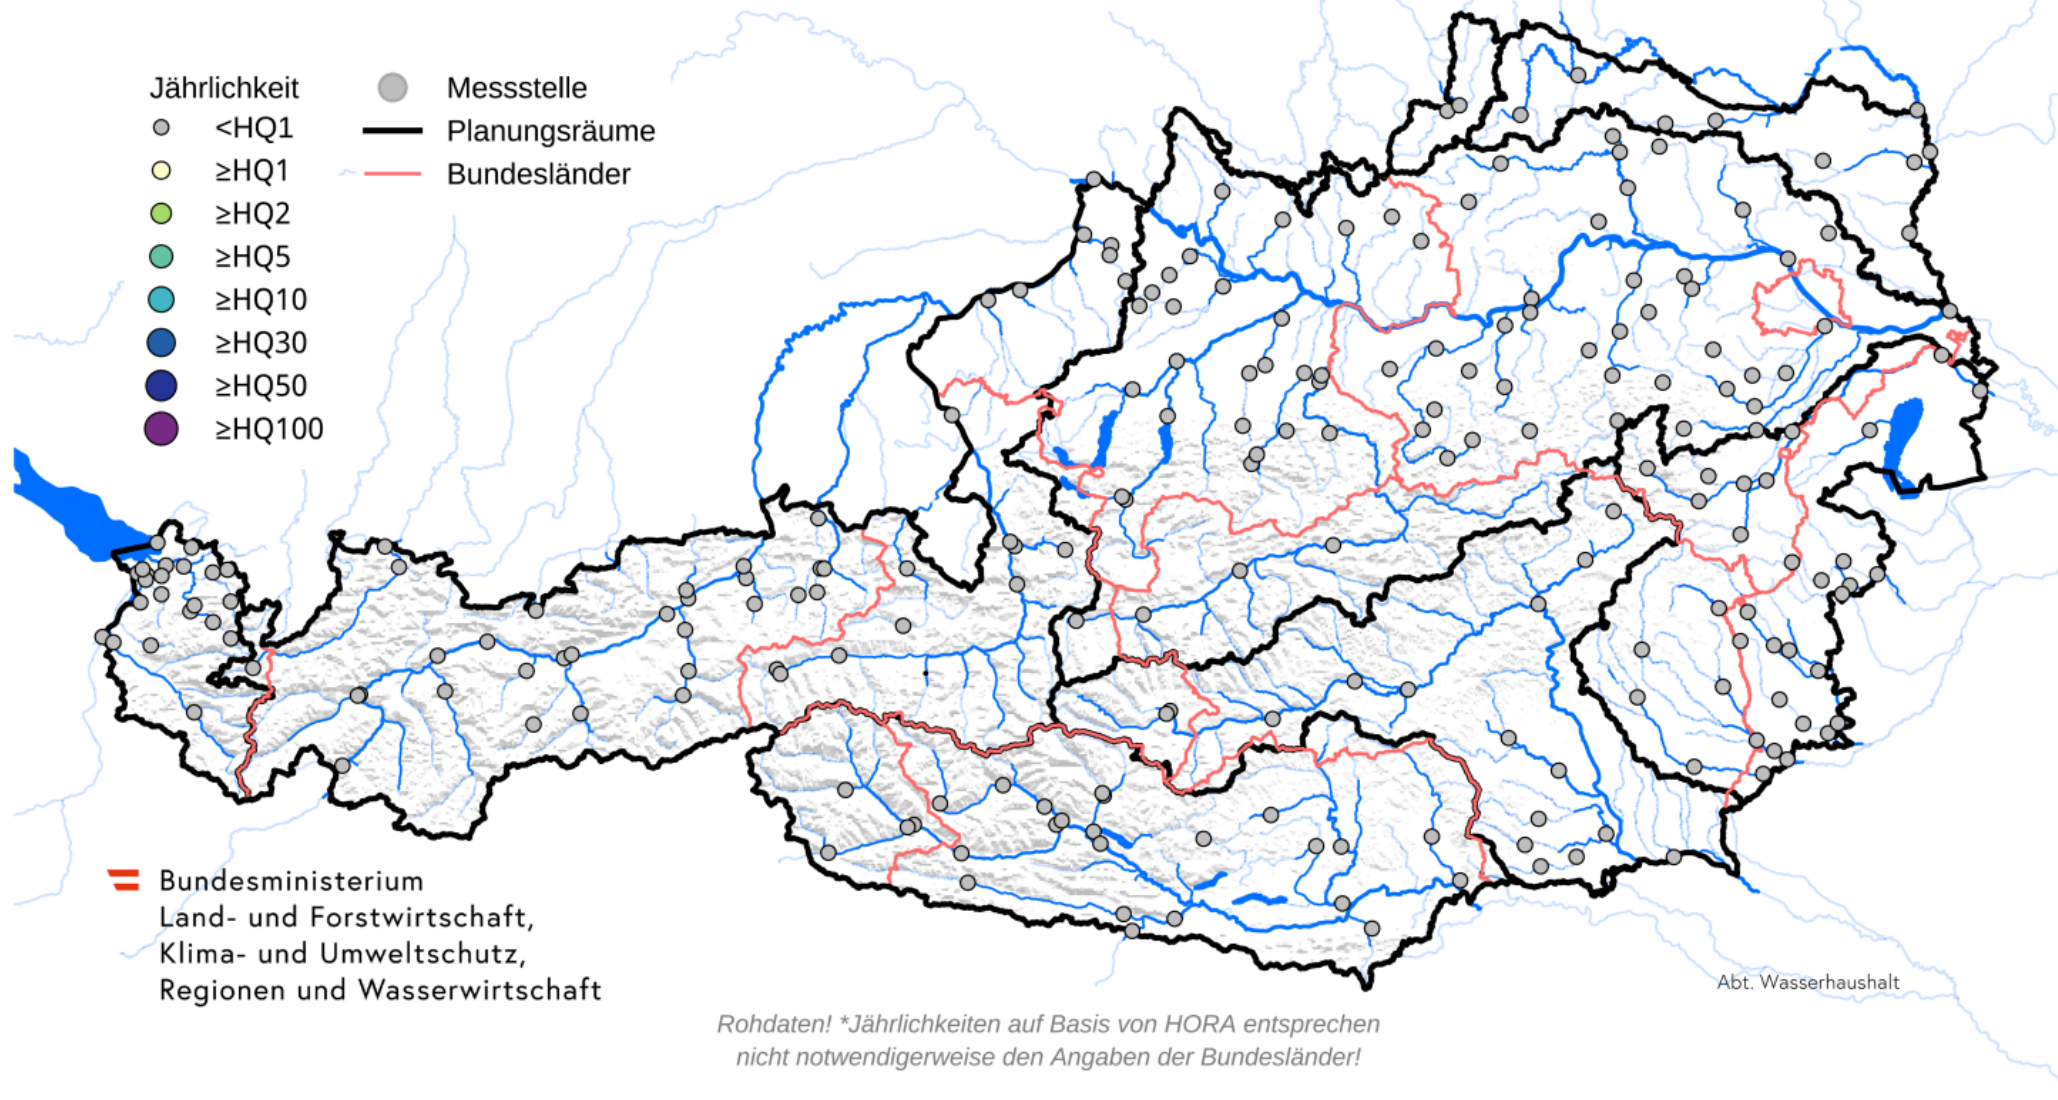 Jährlichkeit
<HQ1
≥HQ1
≥HQ2
≥HQ5
≥HQ10
≥HQ30
≥HQ50
≥HQ100
Messstelle
Planungsräume
Bundesländer
Bundesministerium
Land- und Forstwirtschaft,
Klima- und Umweltschutz,
Regionen und Wasserwirtschaft
Abt. Wasserhaushalt
Rohdaten! *Jährlichkeiten auf Basis von HORA entsprechen
nicht notwendigerweise den Angaben der Bundesländer!